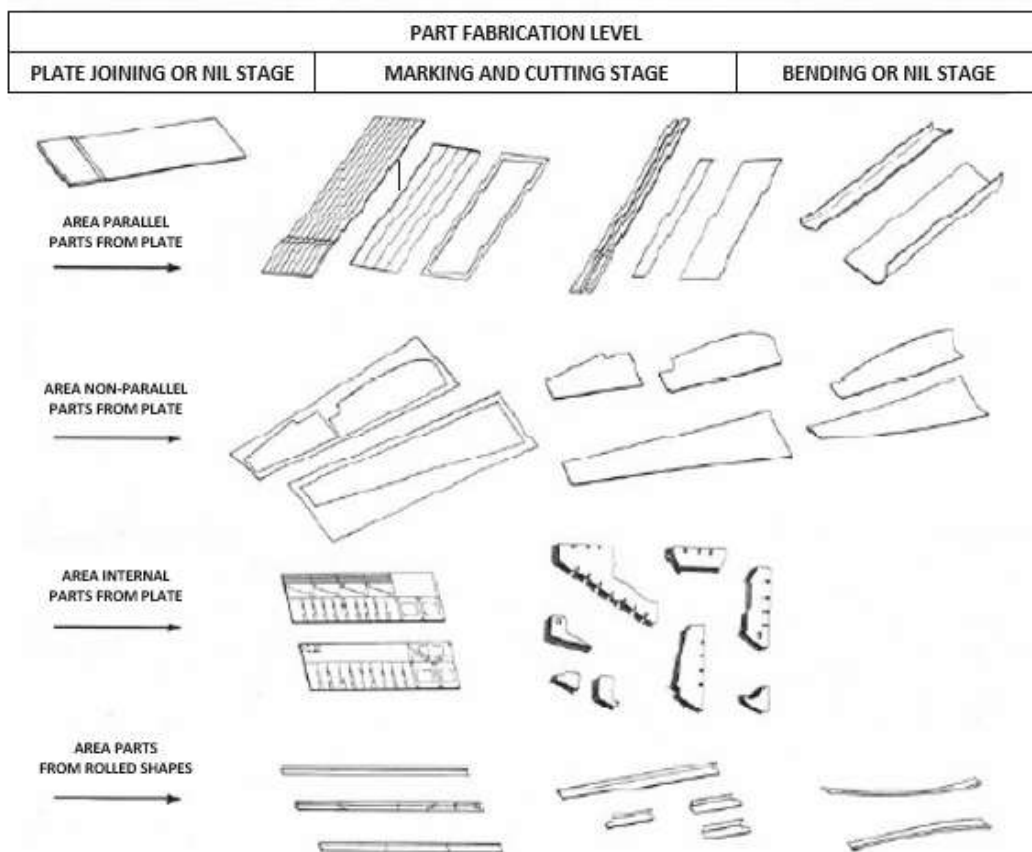 PART FABRICATION LEVEL
PLATE JOINING OR NIL STAGE
MARKING AND CUTTING STAGE
BENDING OR NIL STAGE
AREA PARALLEL
PARTS FROM PLATE
AREA NON-PARALLEL
PARTS FROM PLATE
AREA INTERNAL
PARTS FROM PLATE
AREA PARTS
FROM ROLLED SHAPES